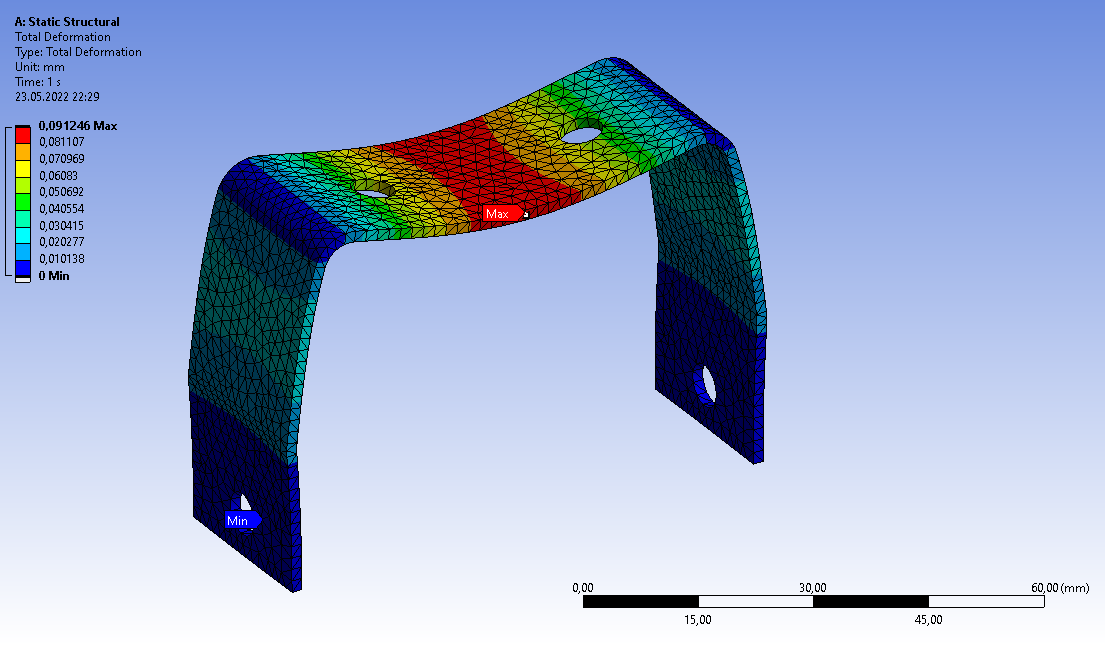 A: Static Structural
Total Deformation
Type: Total Deformation
Unit: mm
Time: 1 s
23.05.2022 22:29
0,091246 Max
0,081107
0,070969
0,06083
0,050692
0,040554
0,030415
0,020277
0,010138
0 Min
Max
Min
0,00 30,00 60,00 (mm)
15,00 45,00